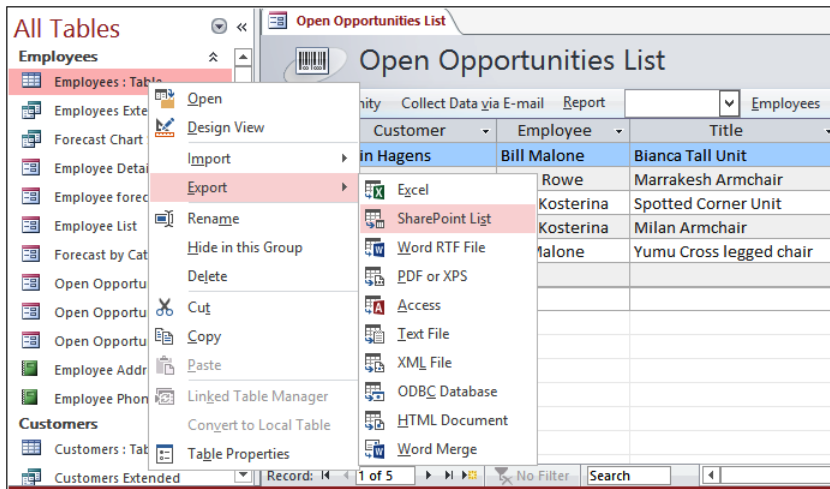 All Tables
Employees
Employees : Table
Employees Exte
Forecast Chart
Employee Detai
Employee forec
Employee List
Forecast by Cat
Open Opportu
Open Opportu
Open Opportu
Employee Addr
Employee Phon
Customers
Customers : Tab
Customers Extended
Open
Design View
Import
Export
Rename
Hide in this Group
Delete
Cut
Copy
Paste
Linked Table Manager
Convert to Local Table
Table Properties
Excel
SharePoint List
Word RTF File
PDF or XPS
Access
Text File
XML File
ODBC Database
HTML Document
Word Merge
Open Opportunities List
Open Opportunities List
nity Collect Data via E-mail Report Employees
Customer Employee Title
in Hagens Bill Malone Bianca Tall Unit
Rowe Marrakesh Armchair
Kosterina Spotted Corner Unit
Kosterina Milan Armchair
Malone Yumu Cross legged chair
Record: 1 of 5 No Filter Search